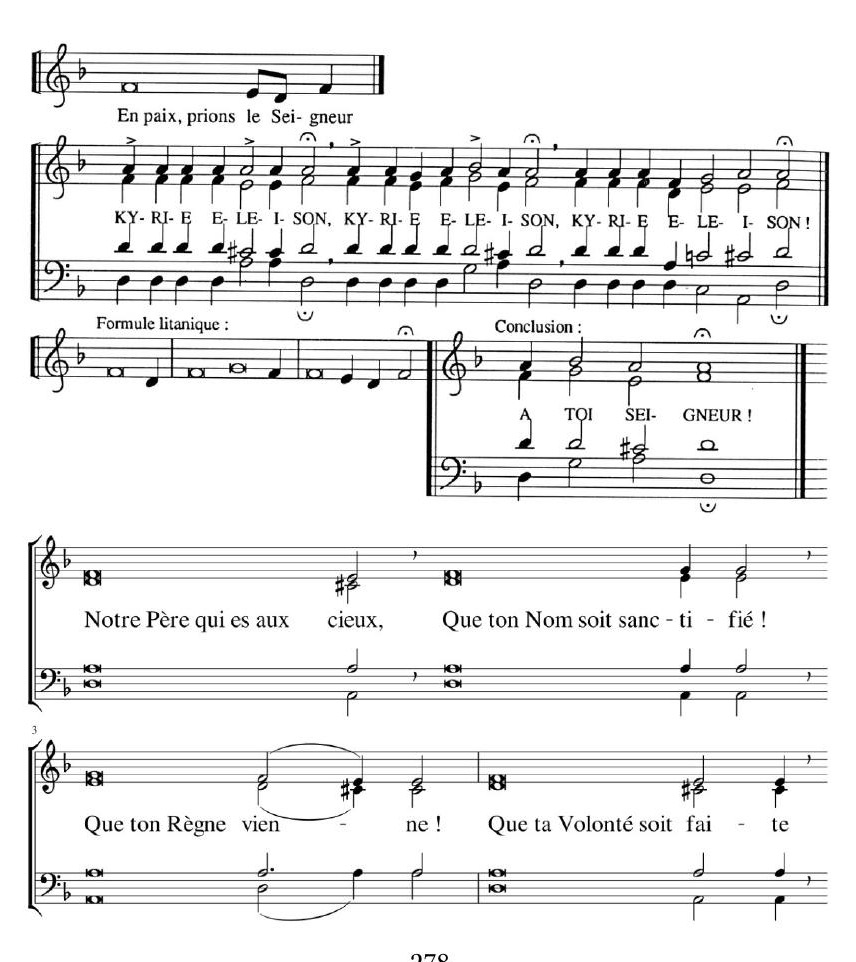 En paix, prions le Sei- gneur
KY- RI- E E- LE- I- SON, KY- RI- E E- LE- I- SON, KY- RI- E E- LE- I- SON !
Formule litanique :
Conclusion :
A TOI SEI- GNEUR !
Notre Père qui es aux cieux, Que ton Nom soit sanc - ti - fié !
3
Que ton Règne vien - ne ! Que ta Volonté soit fai - te
278